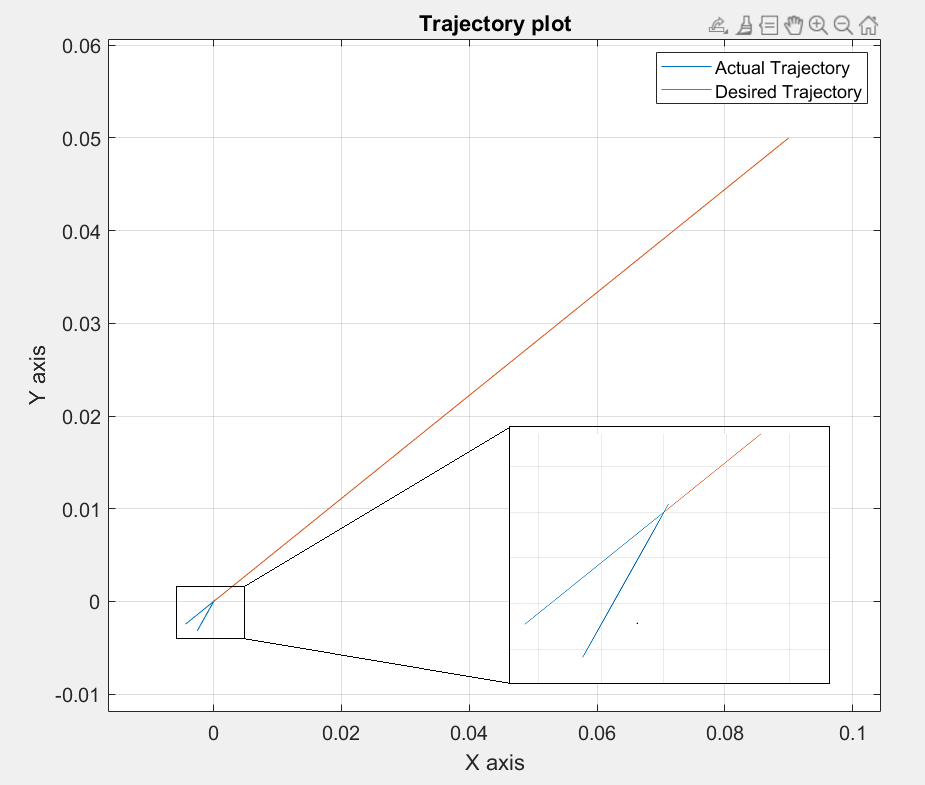 Trajectory plot
Actual Trajectory
Desired Trajectory
0.06
0.05
0.04
0.03
0.02
0.01
0
-0.01
Y axis
0
0.02
0.04
0.06
0.08
0.1
X axis